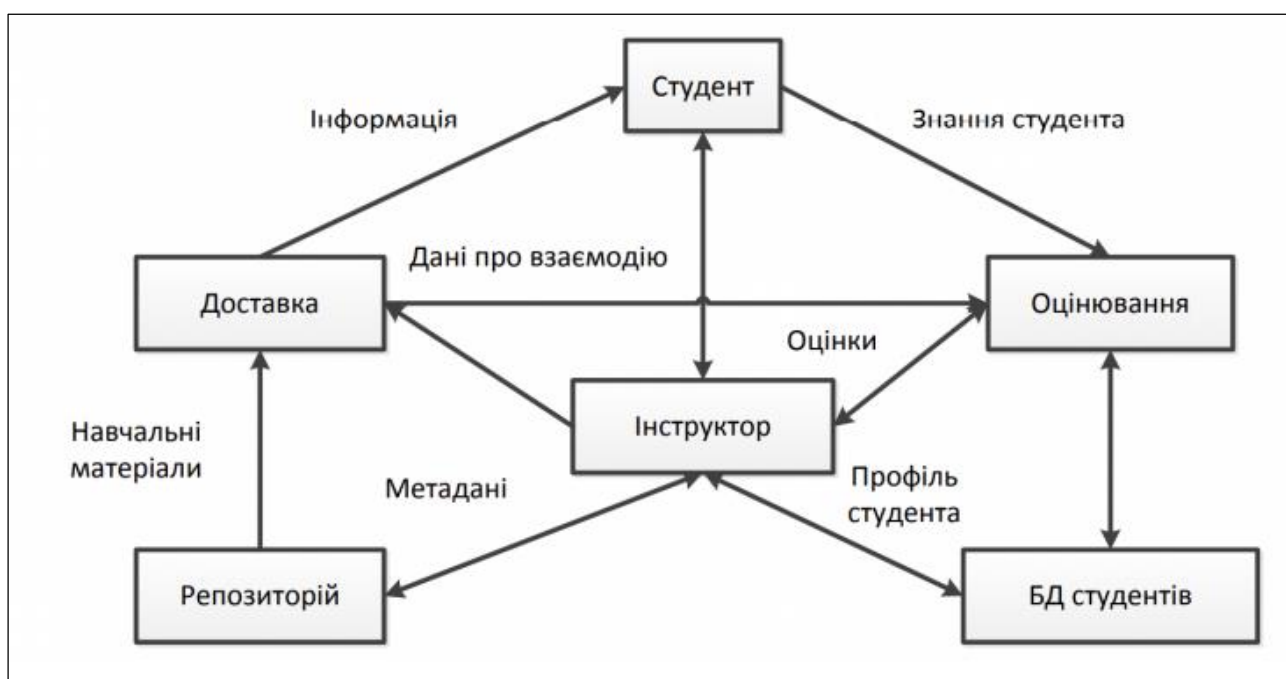 Студент
Інформація
Знання студента
Дані про взаємодію
Доставка
Оцінювання
Оцінки
Інструктор
Навчальні
матеріали
Метадані
Профіль
студента
Репозиторій
БД студентів